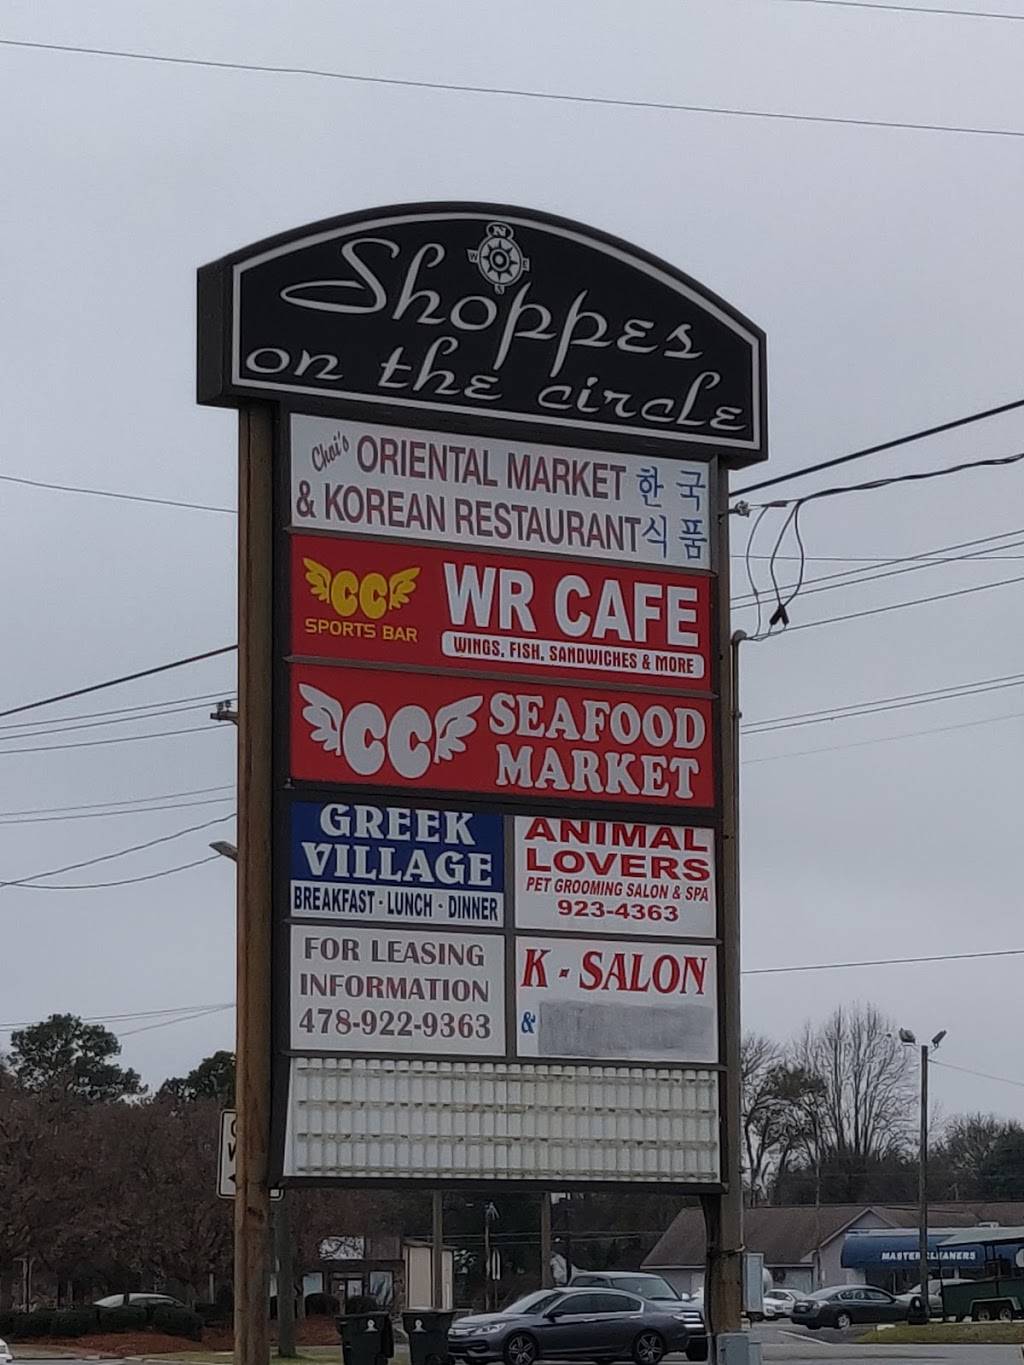 N
W E
S
Shoppes
on the circle
Choi's ORIENTAL MARKET 한국
& KOREAN RESTAURANT 식품
CC
SPORTS BAR
WR CAFE
WINGS, FISH, SANDWICHES & MORE
CC
SEAFOOD
MARKET
GREEK
VILLAGE
BREAKFAST - LUNCH - DINNER
ANIMAL
LOVERS
PET GROOMING SALON & SPA
923-4363
FOR LEASING
INFORMATION
478-922-9363
K - SALON
&
MASTER CLEANERS